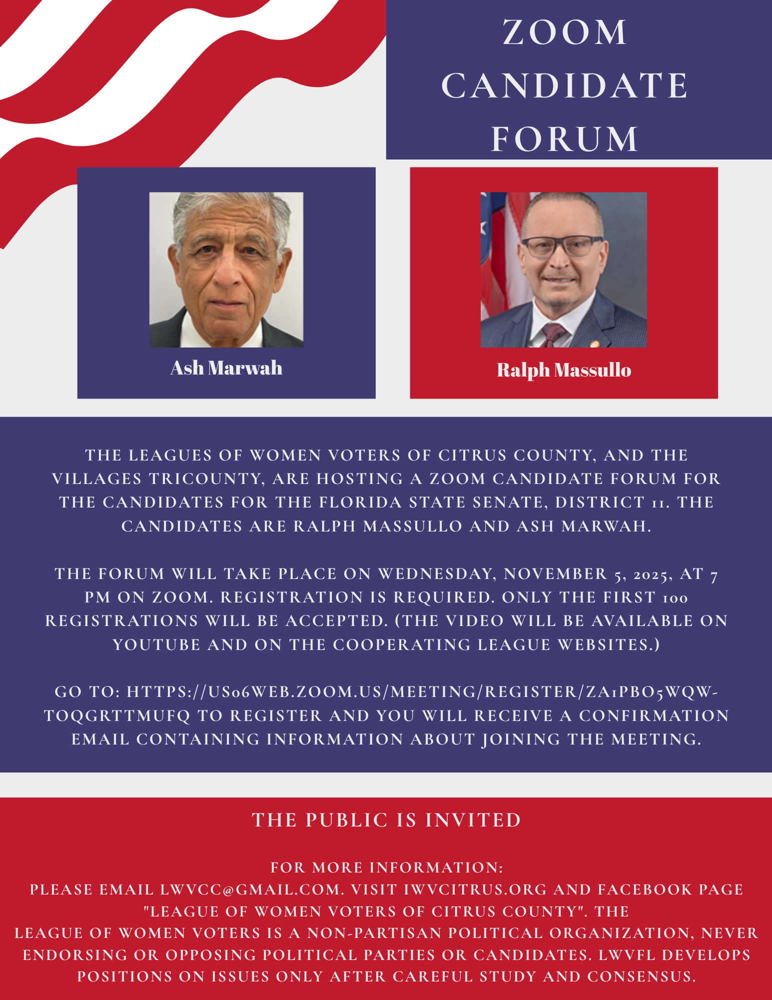 ZOOM
CANDIDATE
FORUM
Ash Marwah
Ralph Massullo
THE LEAGUES OF WOMEN VOTERS OF CITRUS COUNTY, AND THE
VILLAGES TRICOUNTY, ARE HOSTING A ZOOM CANDIDATE FORUM FOR
THE CANDIDATES FOR THE FLORIDA STATE SENATE, DISTRICT 11. THE
CANDIDATES ARE RALPH MASSULLO AND ASH MARWAH.
THE FORUM WILL TAKE PLACE ON WEDNESDAY, NOVEMBER 5, 2025, AT 7
PM ON ZOOM. REGISTRATION IS REQUIRED. ONLY THE FIRST 100
REGISTRATIONS WILL BE ACCEPTED. (THE VIDEO WILL BE AVAILABLE ON
YOUTUBE AND ON THE COOPERATING LEAGUE WEBSITES.)
GO TO: HTTPS://US06WEB.ZOOM.US/MEETING/REGISTER/ZA1PBO5WQW-
TOQGRTTMUFQ TO REGISTER AND YOU WILL RECEIVE A CONFIRMATION
EMAIL CONTAINING INFORMATION ABOUT JOINING THE MEETING.
THE PUBLIC IS INVITED
FOR MORE INFORMATION:
PLEASE EMAIL LWVCC@GMAIL.COM. VISIT IWVCITRUS.ORG AND FACEBOOK PAGE
"LEAGUE OF WOMEN VOTERS OF CITRUS COUNTY". THE
LEAGUE OF WOMEN VOTERS IS A NON-PARTISAN POLITICAL ORGANIZATION, NEVER
ENDORSING OR OPPOSING POLITICAL PARTIES OR CANDIDATES. LWVFL DEVELOPS
POSITIONS ON ISSUES ONLY AFTER CAREFUL STUDY AND CONSENSUS.